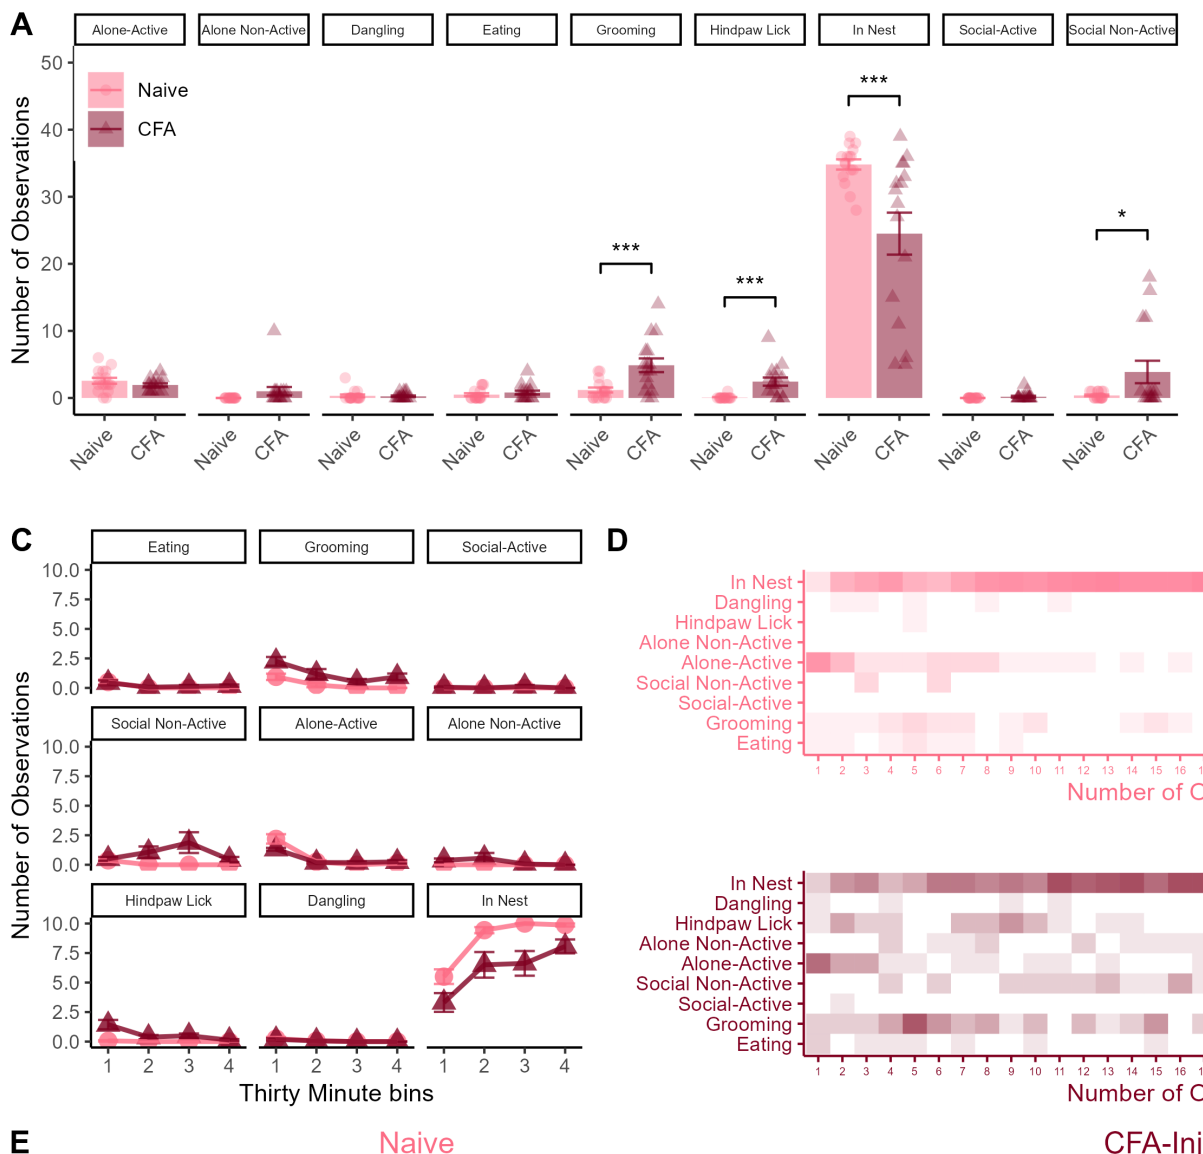 A
Alone-Active Alone Non-Active Dangling Eating Grooming Hindpaw Lick In Nest Social-Active Social Non-Active
Number of Observations
50
40
30
20
10
0
Naive
CFA
*** *** *** *
Naive CFA Naive CFA Naive CFA Naive CFA Naive CFA Naive CFA Naive CFA Naive CFA Naive CFA
C
Number of Observations
Eating Grooming Social-Active
10.0
7.5
5.0
2.5
0.0
Social Non-Active Alone-Active Alone Non-Active
10.0
7.5
5.0
2.5
0.0
Hindpaw Lick Dangling In Nest
10.0
7.5
5.0
2.5
0.0
1 2 3 4 1 2 3 4 1 2 3 4
Thirty Minute bins
D
In Nest
Dangling
Hindpaw Lick
Alone Non-Active
Alone-Active
Social Non-Active
Social-Active
Grooming
Eating
1 2 3 4 5 6 7 8 9 10 11 12 13 14 15 16 1
Number of O
In Nest
Dangling
Hindpaw Lick
Alone Non-Active
Alone-Active
Social Non-Active
Social-Active
Grooming
Eating
1 2 3 4 5 6 7 8 9 10 11 12 13 14 15 16 1
Number of O
E
Naive
CFA-Ini